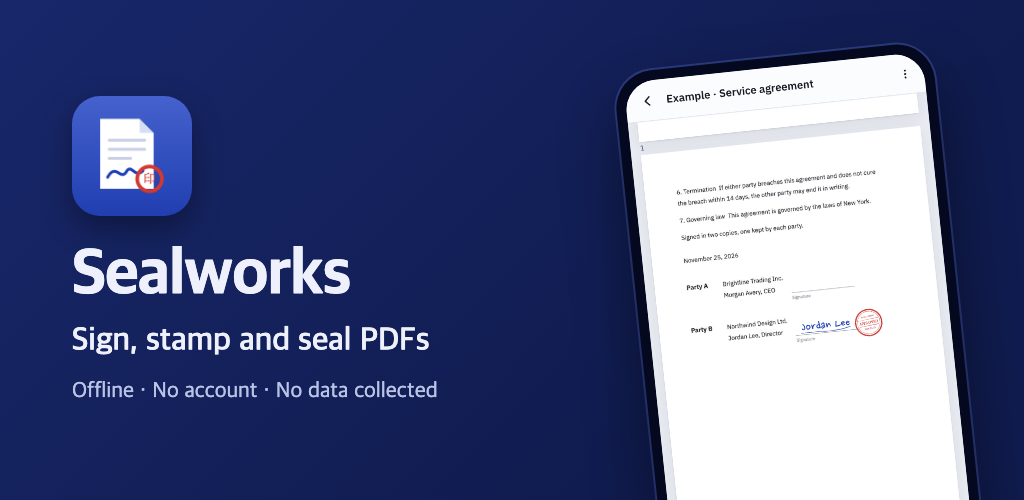 印
Sealworks
Sign, stamp and seal PDFs
Offline · No account · No data collected
Example · Service agreement
1
6. Termination  If either party breaches this agreement and does not cure
the breach within 14 days, the other party may end it in writing.
7. Governing law  This agreement is governed by the laws of New York.
Signed in two copies, one kept by each party.
November 25, 2026
Party A
Brightline Trading Inc.
Morgan Avery, CEO
Signature
Party B
Northwind Design Ltd.
Jordan Lee, Director
Jordan Lee
Signature